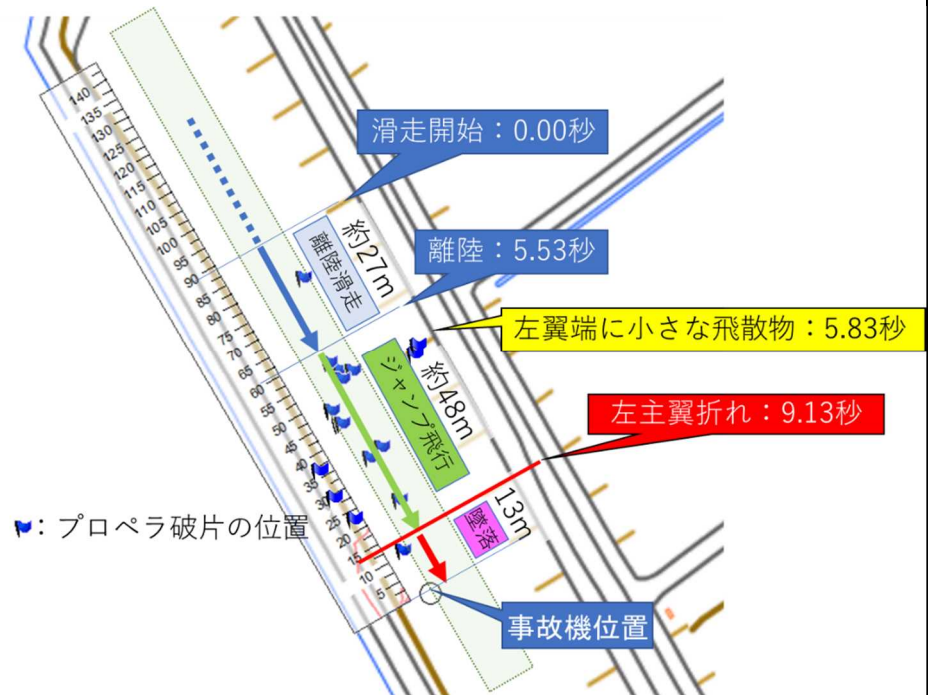 滑走開始：0.00秒
離陸：5.53秒
左翼端に小さな飛散物：5.83秒
左主翼折れ：9.13秒
事故機位置
：プロペラ破片の位置
離陸滑走
約27m
ジャンプ飛行
約48m
墜落
13m
140
135
130
125
120
115
110
105
100
95
90
85
80
75
70
65
60
55
50
45
40
35
30
25
20
15
10
5